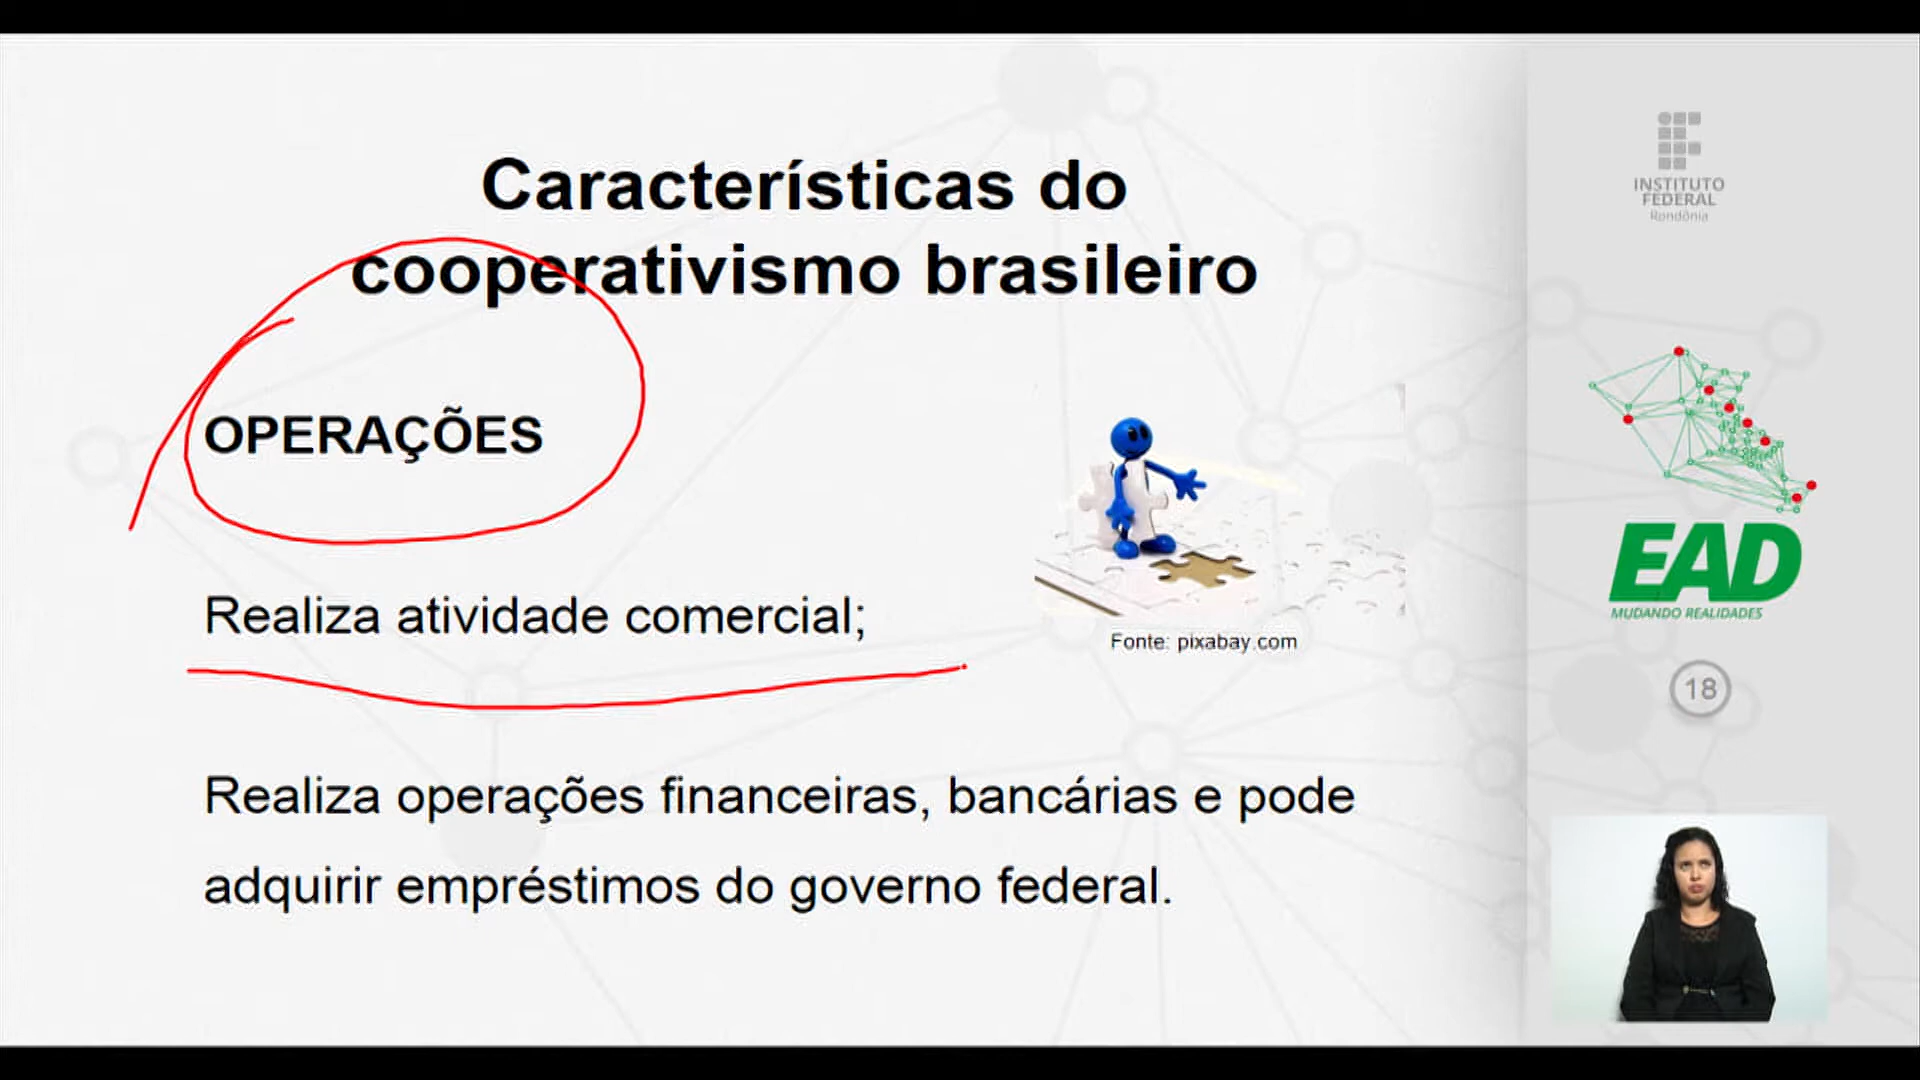 Características do
cooperativismo brasileiro
OPERAÇÕES
Realiza atividade comercial;
Fonte: pixabay.com
Realiza operações financeiras, bancárias e pode
adquirir empréstimos do governo federal.
INSTITUTO
FEDERAL
Rondônia
EAD
MUDANDO REALIDADES
18